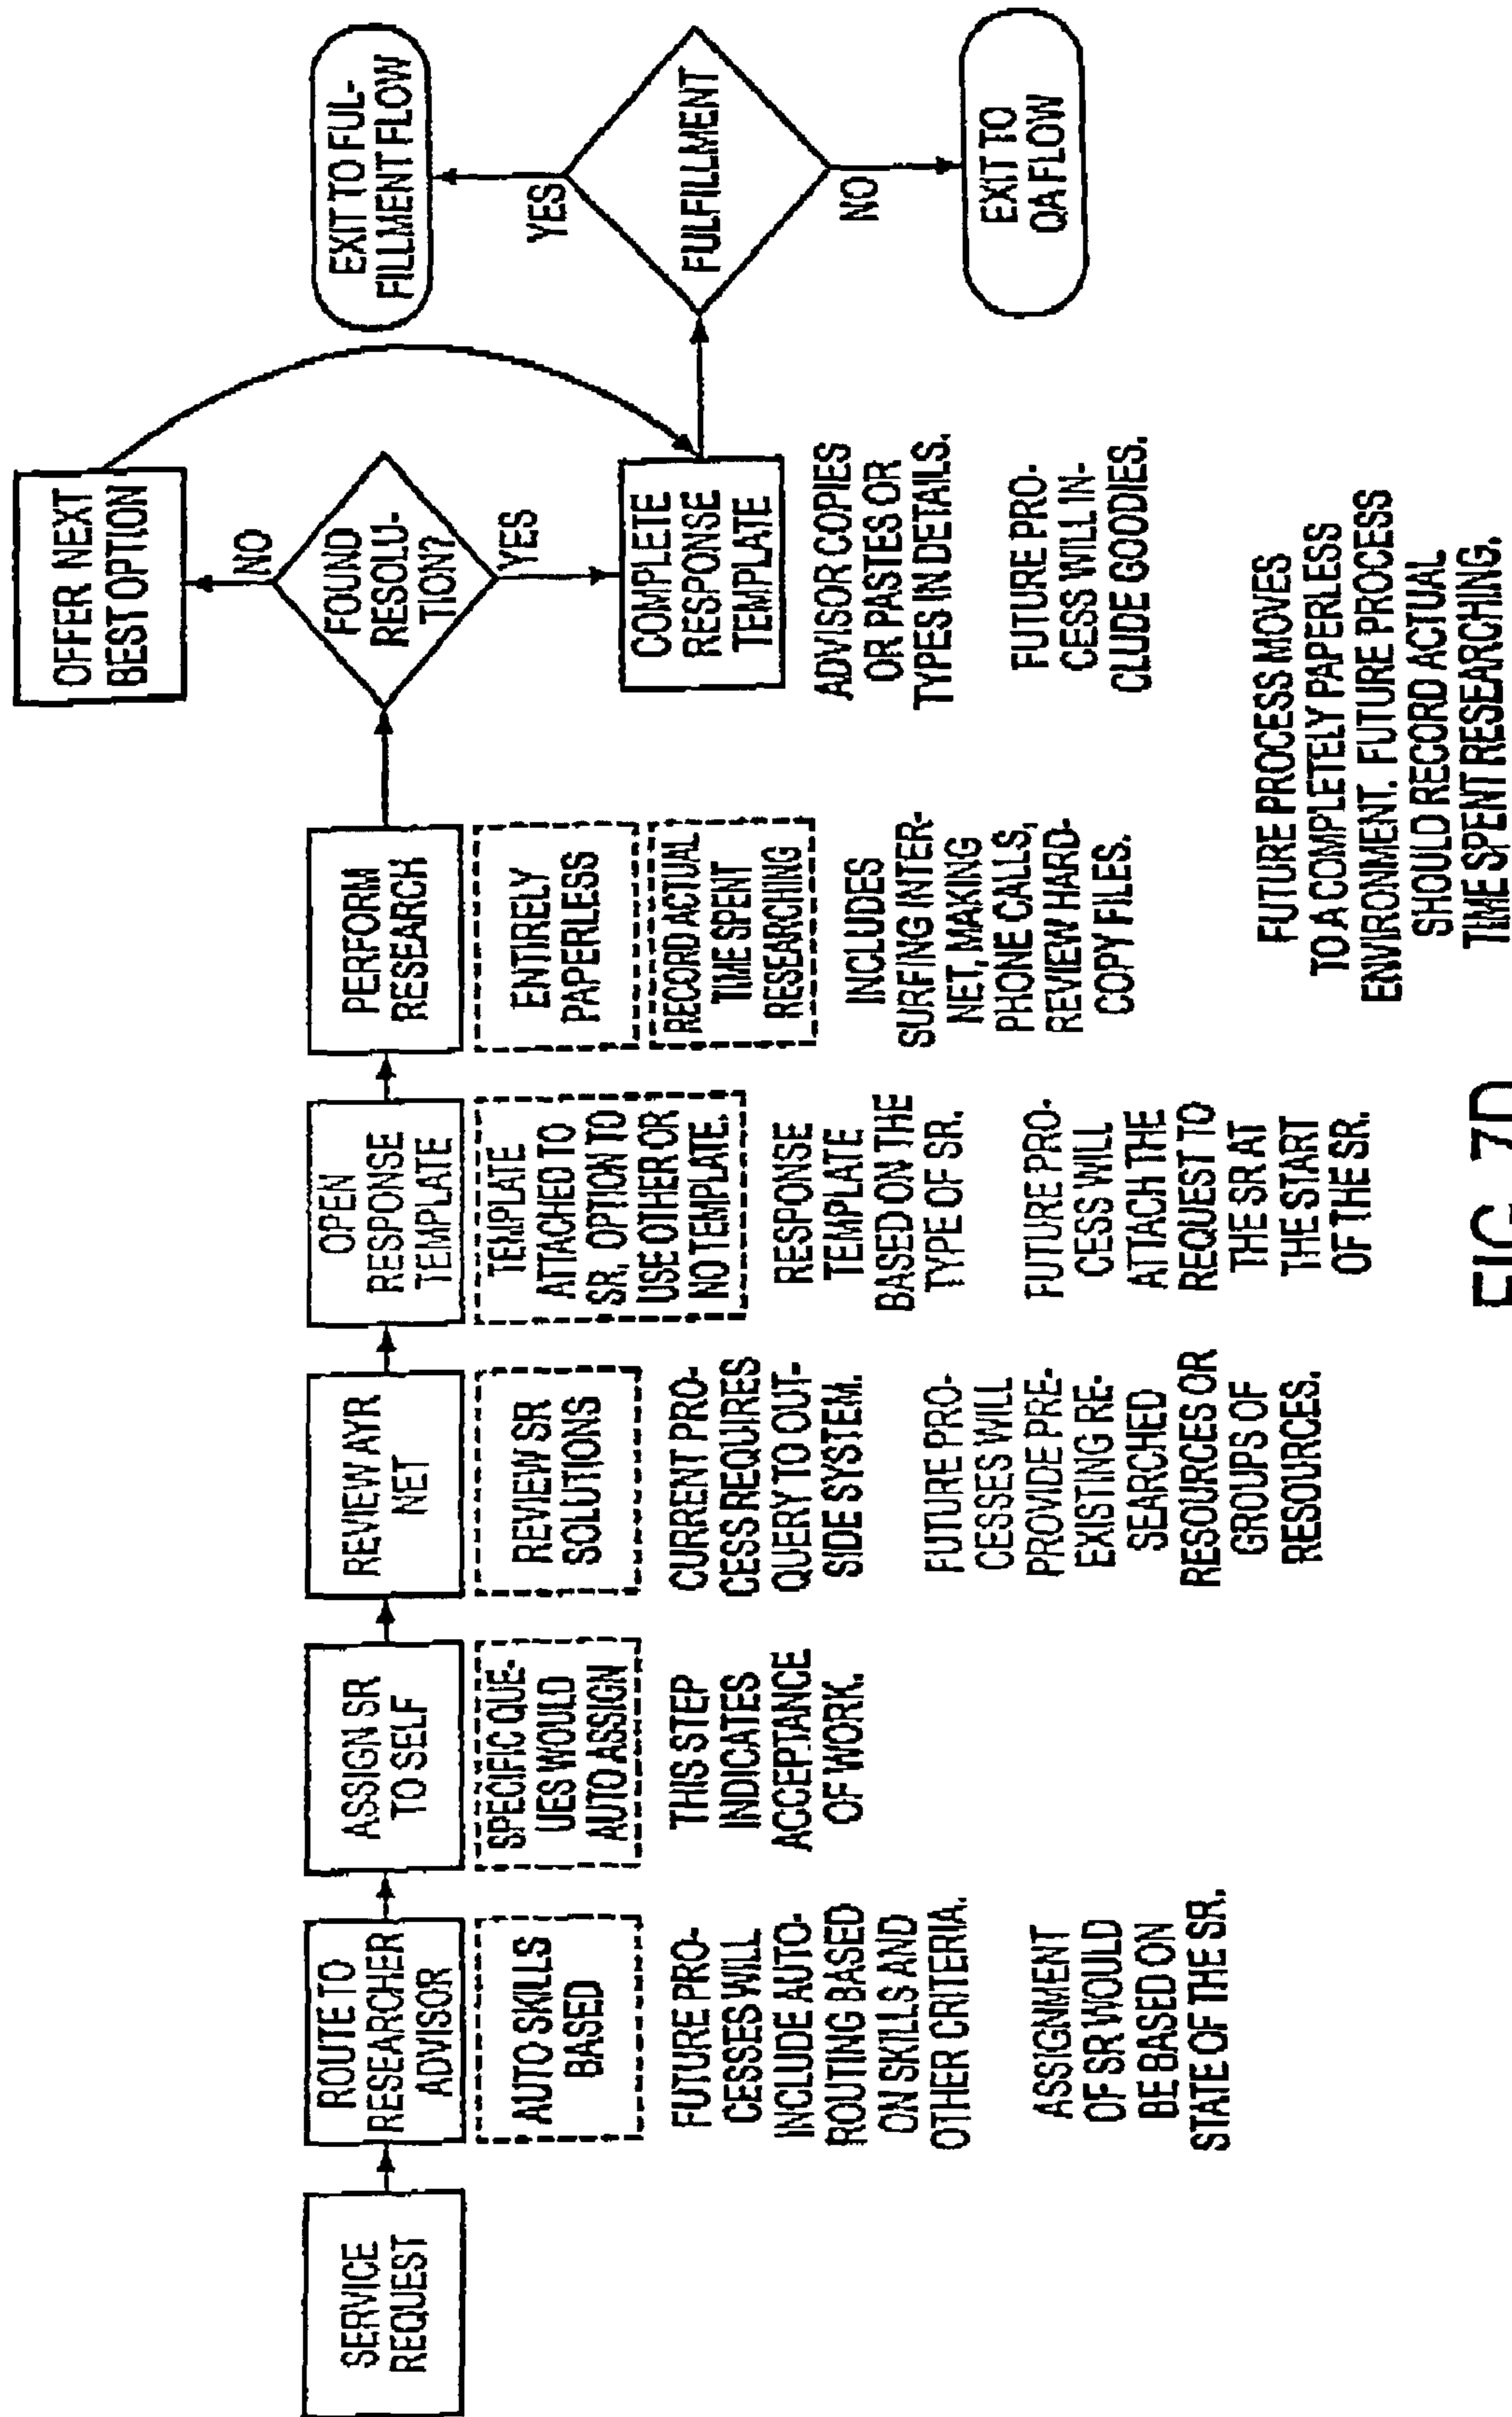 SERVICE
REQUEST
ROUTE TO
RESEARCHER
ADVISOR
AUTO SKILLS
BASED
FUTURE PRO-
CESSES WILL
INCLUDE AUTO-
ROUTING BASED
ON SKILLS AND
OTHER CRITERIA.
ASSIGNMENT
OF SR WOULD
BE BASED ON
STATE OF THE SR.
ASSIGN SR
TO SELF
SPECIFIC QUE-
UES WOULD
AUTO ASSIGN
THIS STEP
INDICATES
ACCEPTANCE
OF WORK.
REVIEW AYR
NET
REVIEW SR
SOLUTIONS
CURRENT PRO-
CESS REQUIRES
QUERY TO OUT-
SIDE SYSTEM.
FUTURE PRO-
CESSES WILL
PROVIDE PRE-
EXISTING RE-
SEARCHED
RESOURCES OR
GROUPS OF
RESOURCES.
OPEN
RESPONSE
TEMPLATE
TEMPLATE
ATTACHED TO
SR, OPTION TO
USE OTHER OR
NO TEMPLATE.
RESPONSE
TEMPLATE
BASED ON THE
TYPE OF SR.
FUTURE PRO-
CESS WILL
ATTACH THE
REQUEST TO
THE SR AT
THE START
OF THE SR.
PERFORM
RESEARCH
ENTIRELY
PAPERLESS
RECORD ACTUAL
TIME SPENT
RESEARCHING
INCLUDES
SURFING INTER-
NET, MAKING
PHONE CALLS,
REVIEW HARD-
COPY FILES.
FUTURE PROCESS MOVES
TO A COMPLETELY PAPERLESS
ENVIRONMENT. FUTURE PROCESS
SHOULD RECORD ACTUAL
TIME SPENT RESEARCHING.
OFFER NEXT
BEST OPTION
NO
FOUND
RESOLU-
TION?
YES
COMPLETE
RESPONSE
TEMPLATE
ADVISOR COPIES
OR PASTES OR
TYPES IN DETAILS.
FUTURE PRO-
CESS WILL IN-
CLUDE GOODIES.
EXIT TO FUL-
FILLMENT FLOW
YES
FULFILLMENT
NO
EXIT TO
QA FLOW
FIG. 7D